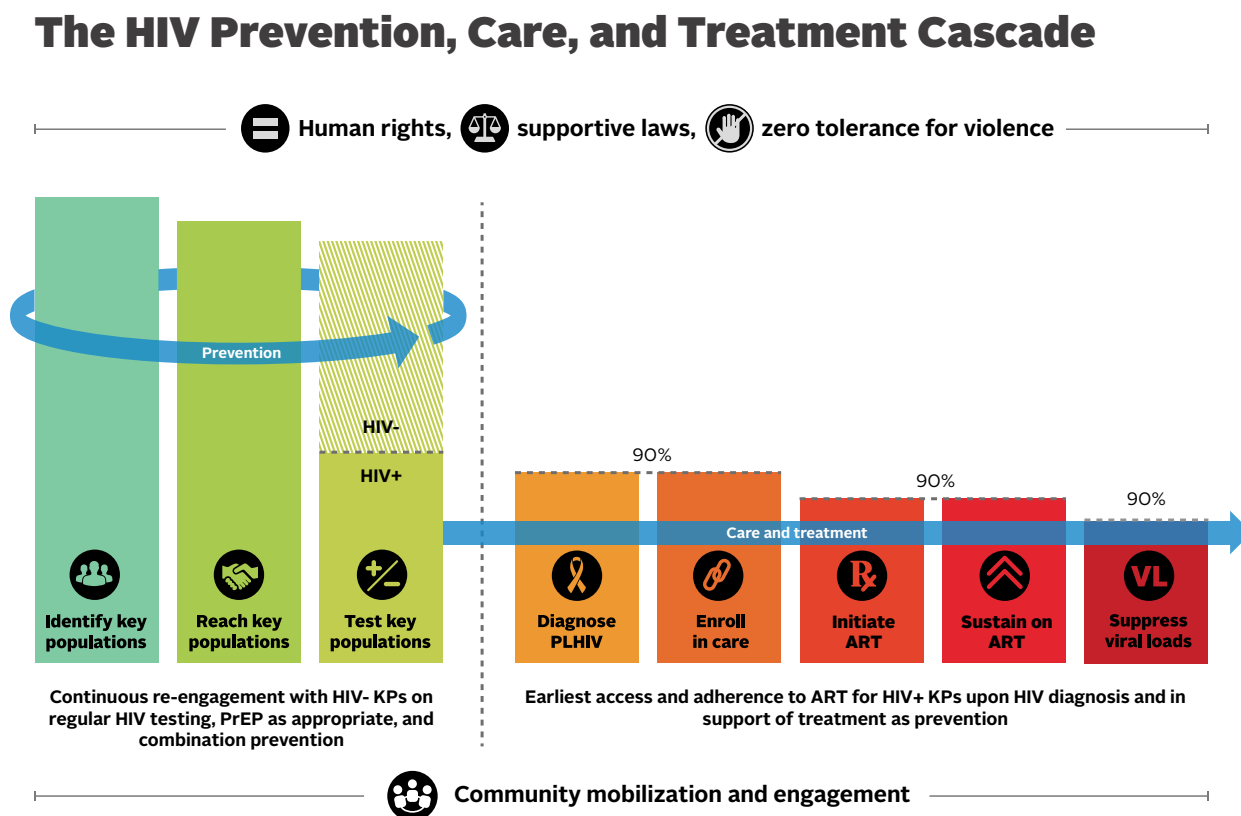 The HIV Prevention, Care, and Treatment Cascade
Human rights, supportive laws, zero tolerance for violence
Prevention
HIV-
HIV+
90%
90%
90%
Care and treatment
Identify key
populations
Reach key
populations
+/-
Test key
populations
Diagnose
PLHIV
Enroll
in care
Rx
Initiate
ART
Sustain on
ART
VL
Suppress
viral loads
Continuous re-engagement with HIV- KPs on
regular HIV testing, PrEP as appropriate, and
combination prevention
Earliest access and adherence to ART for HIV+ KPs upon HIV diagnosis and in
support of treatment as prevention
Community mobilization and engagement